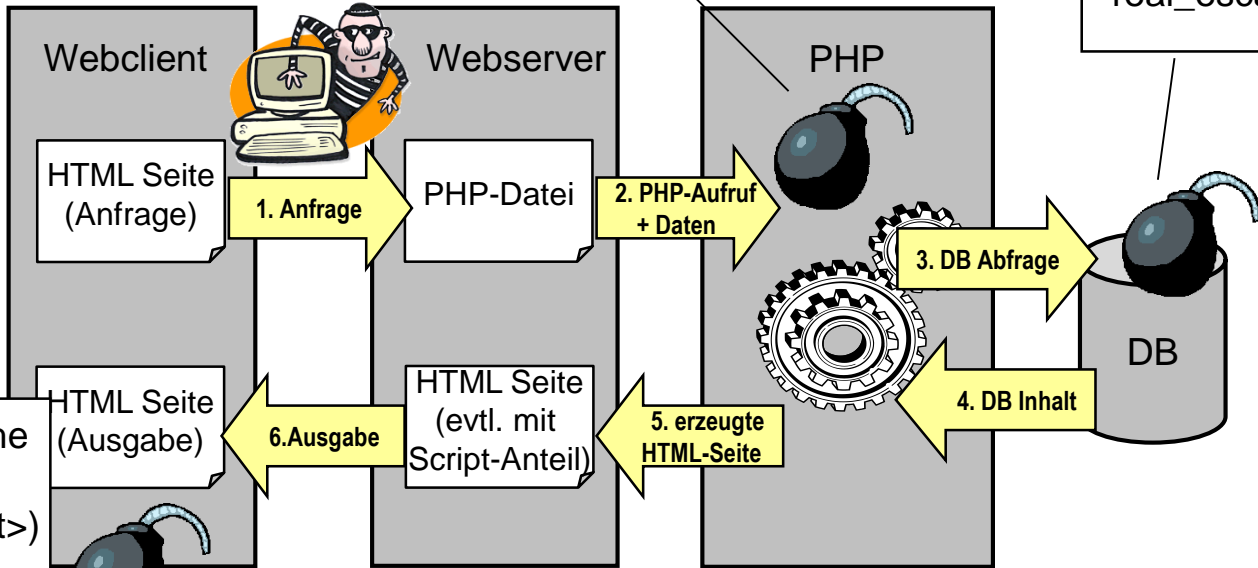 Webclient
Webserver
PHP
HTML Seite
(Anfrage)
1. Anfrage
PHP-Datei
2. PHP-Aufruf
+ Daten
3. DB Abfrage
DB
4. DB Inhalt
5. erzeugte
HTML-Seite
HTML Seite
(evtl. mit
Script-Anteil)
6.Ausgabe
HTML Seite
(Ausgabe)